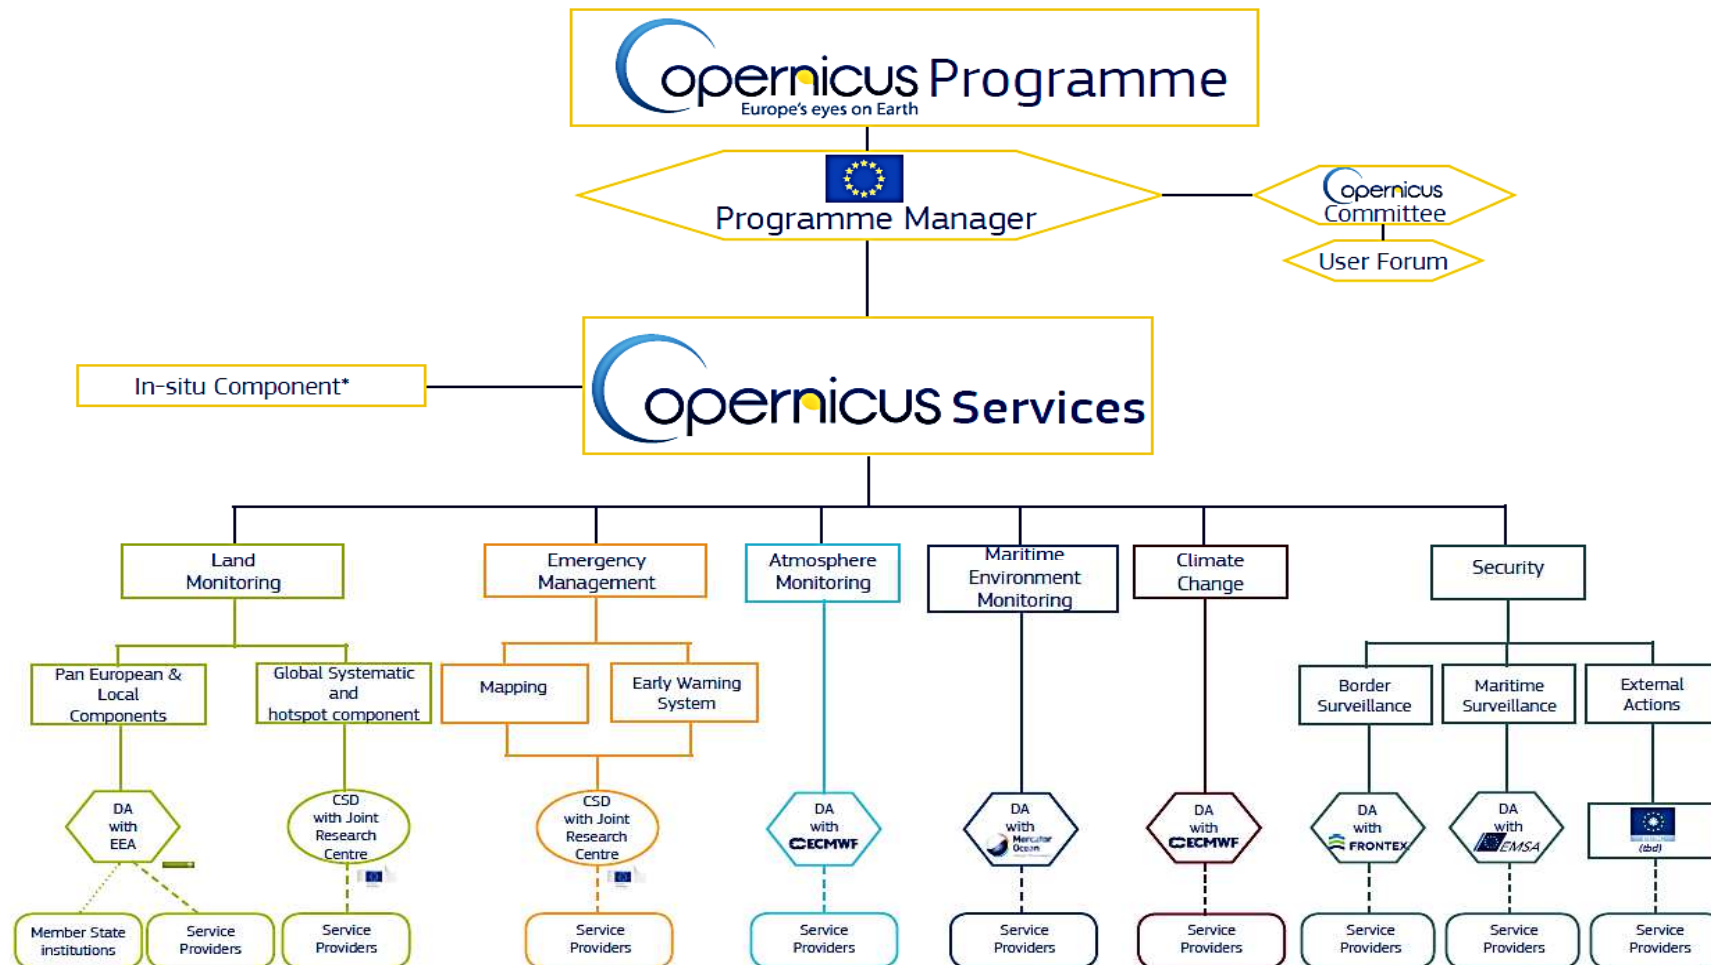 Copernicus Programme
Europe's eyes on Earth
Programme Manager
Copernicus
Committee
User Forum
In-situ Component*
Copernicus Services
Land
Monitoring
Emergency
Management
Atmosphere
Monitoring
Maritime
Environment
Monitoring
Climate
Change
Security
Pan European &
Local
Components
Global Systematic
and
hotspot component
Mapping
Early Warning
System
Border
Surveillance
Maritime
Surveillance
External
Actions
DA
with
EEA
CSD
with Joint
Research
Centre
CSD
with Joint
Research
Centre
DA
with
ECMWF
DA
with
Mercator
Ocean
DA
with
ECMWF
DA
with
FRONTEX
DA
with
EMSA
(tbd)
Member State
institutions
Service
Providers
Service
Providers
Service
Providers
Service
Providers
Service
Providers
Service
Providers
Service
Providers
Service
Providers
Service
Providers